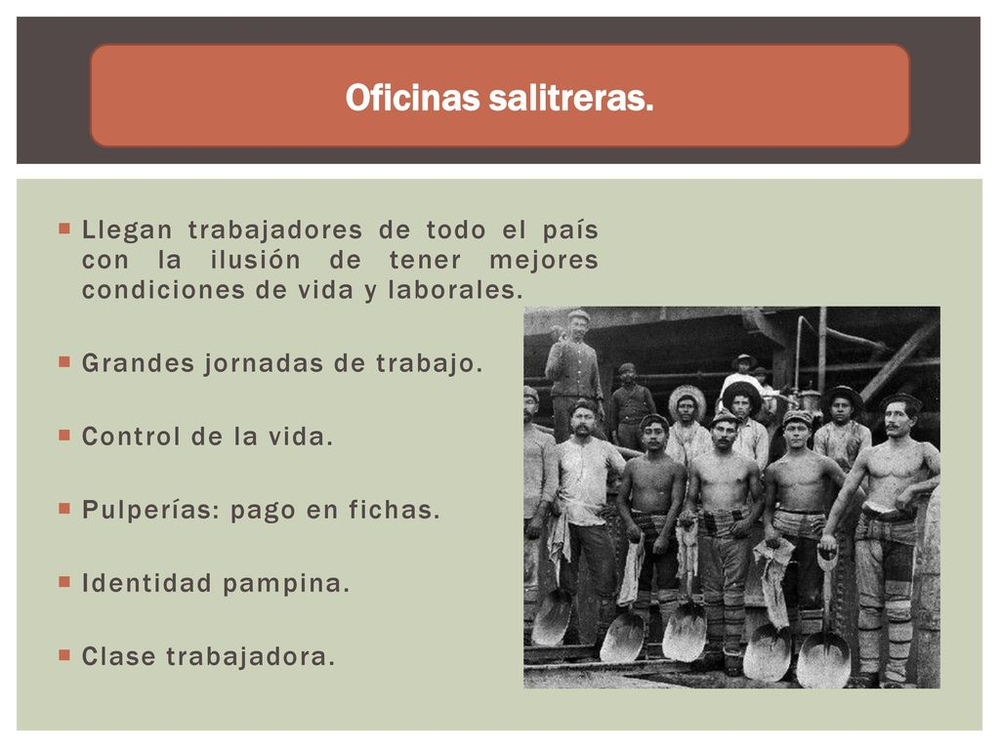 Oficinas salitreras.
Llegan trabajadores de todo el país
con la ilusión de tener mejores
condiciones de vida y laborales.
Grandes jornadas de trabajo.
Control de la vida.
Pulperías: pago en fichas.
Identidad pampina.
Clase trabajadora.